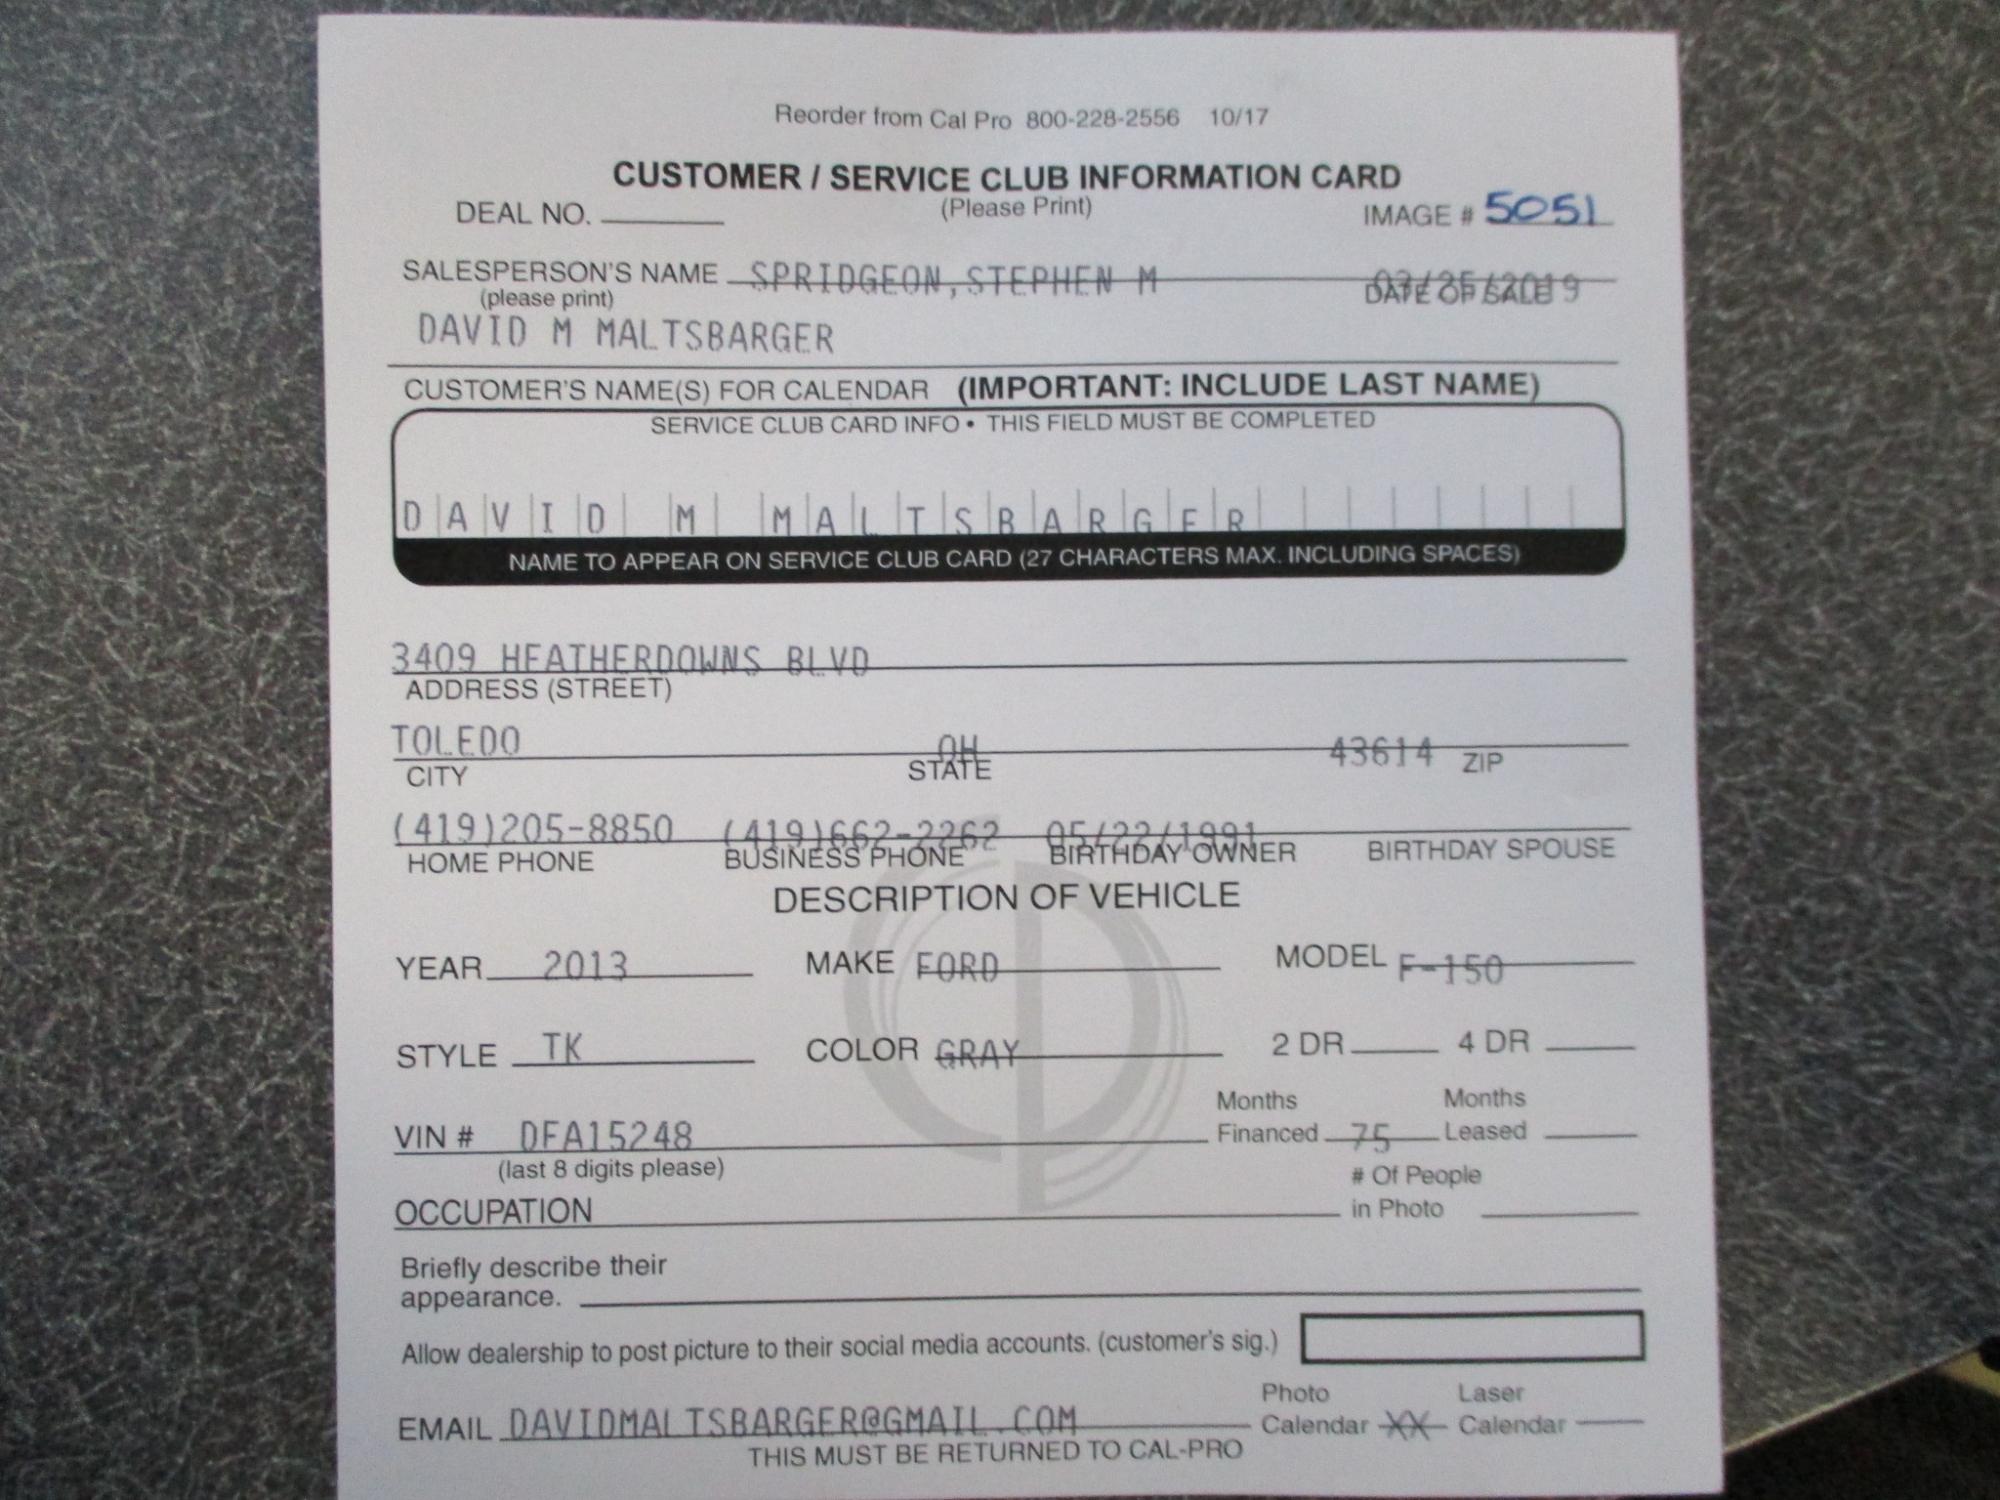 Reorder from Cal Pro 800-228-2556 10/17
CUSTOMER / SERVICE CLUB INFORMATION CARD
DEAL NO. (Please Print) IMAGE # 5051
SALESPERSON'S NAME SPRIDGEON,STEPHEN M 03/25/2019
(please print) DATE OF SALE
DAVID M MALTSBARGER
CUSTOMER'S NAME(S) FOR CALENDAR (IMPORTANT: INCLUDE LAST NAME)
SERVICE CLUB CARD INFO • THIS FIELD MUST BE COMPLETED
DAVID M MALTSBARGER
NAME TO APPEAR ON SERVICE CLUB CARD (27 CHARACTERS MAX. INCLUDING SPACES)
3409 HEATHERDOWNS BLVD
ADDRESS (STREET)
TOLEDO OH 43614 ZIP
CITY STATE
(419)205-8850 (419)662-2262 05/22/1991
HOME PHONE BUSINESS PHONE BIRTHDAY OWNER BIRTHDAY SPOUSE
DESCRIPTION OF VEHICLE
YEAR 2013 MAKE FORD MODEL F-150
STYLE TK COLOR GRAY 2 DR 4 DR
Months Months
VIN # DFA15248 Financed 75 Leased
(last 8 digits please) # Of People
OCCUPATION in Photo
Briefly describe their
appearance.
Allow dealership to post picture to their social media accounts. (customer's sig.)
Photo Laser
EMAIL DAVIDMALTSBARGER@GMAIL.COM Calendar XX Calendar
THIS MUST BE RETURNED TO CAL-PRO